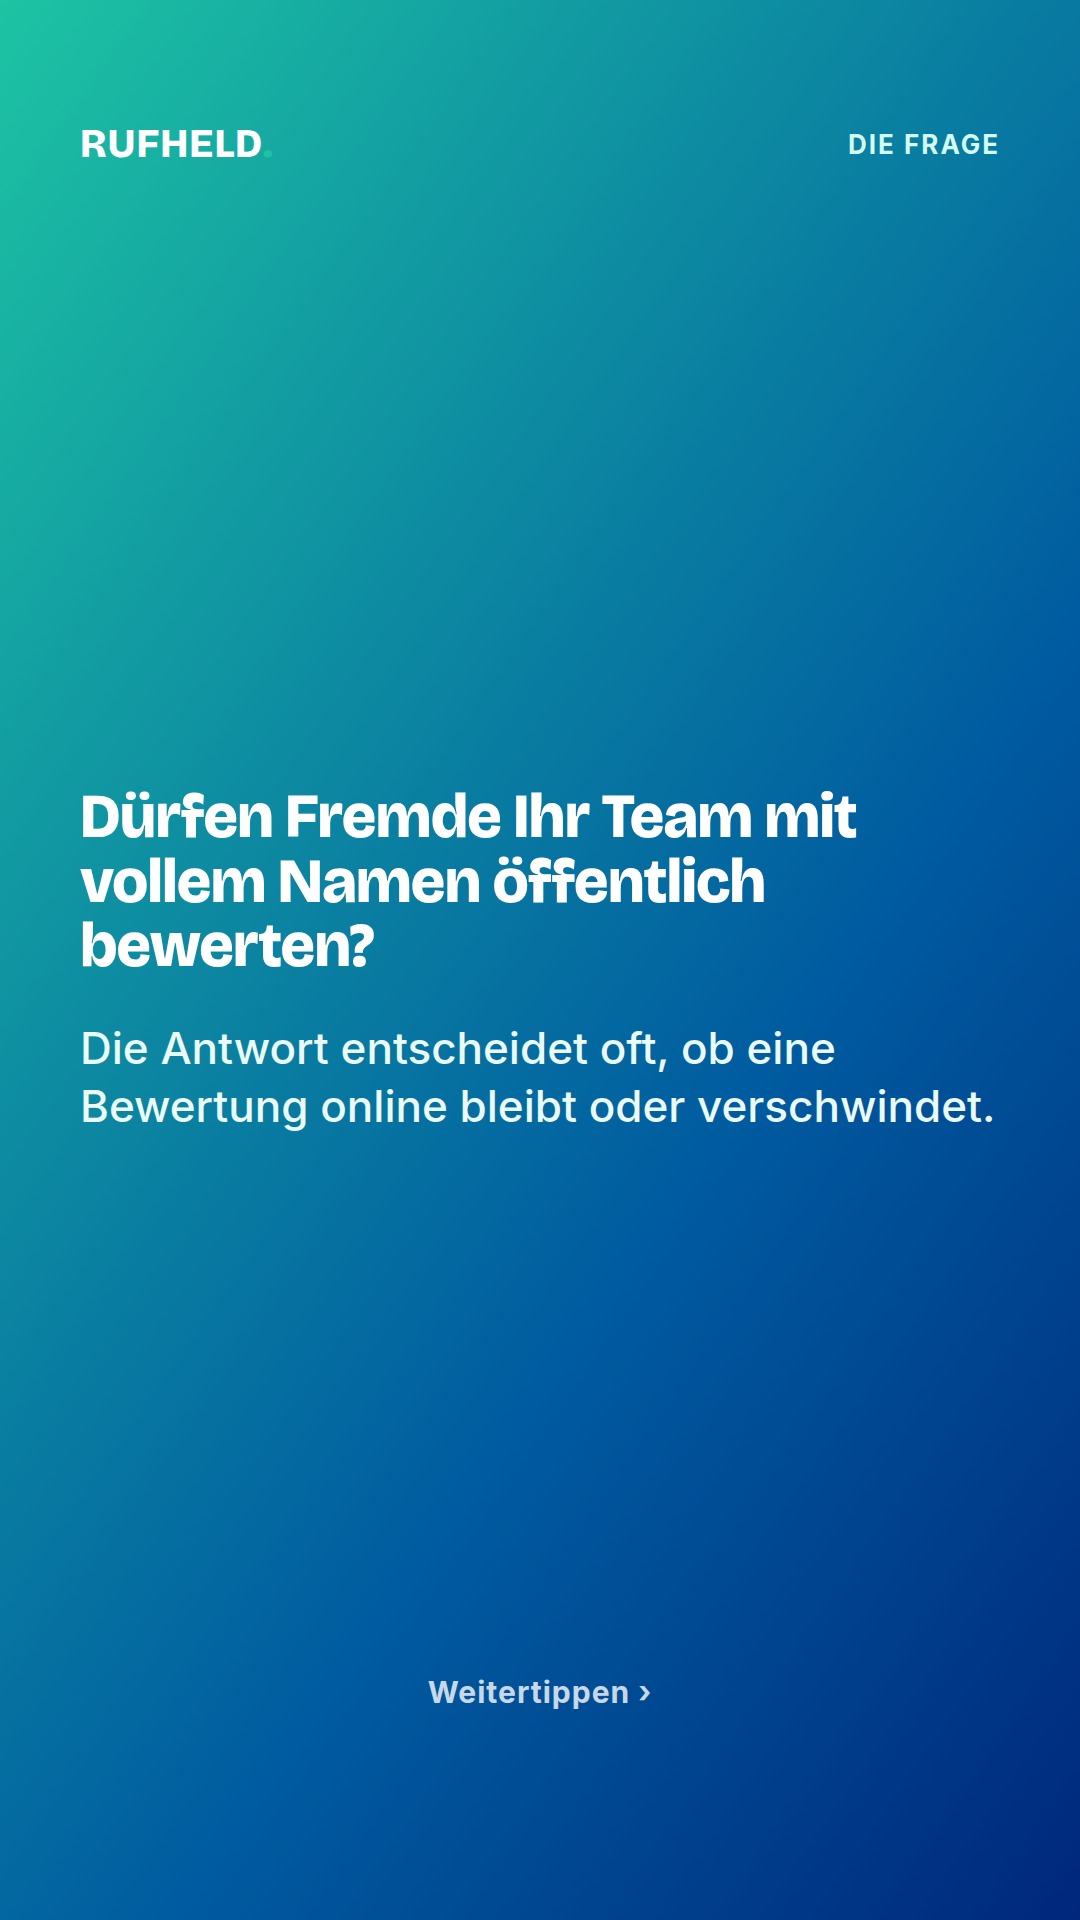 RUFHELD.
DIE FRAGE
Dürfen Fremde Ihr Team mit
vollem Namen öffentlich
bewerten?
Die Antwort entscheidet oft, ob eine
Bewertung online bleibt oder verschwindet.
Weitertippen ›